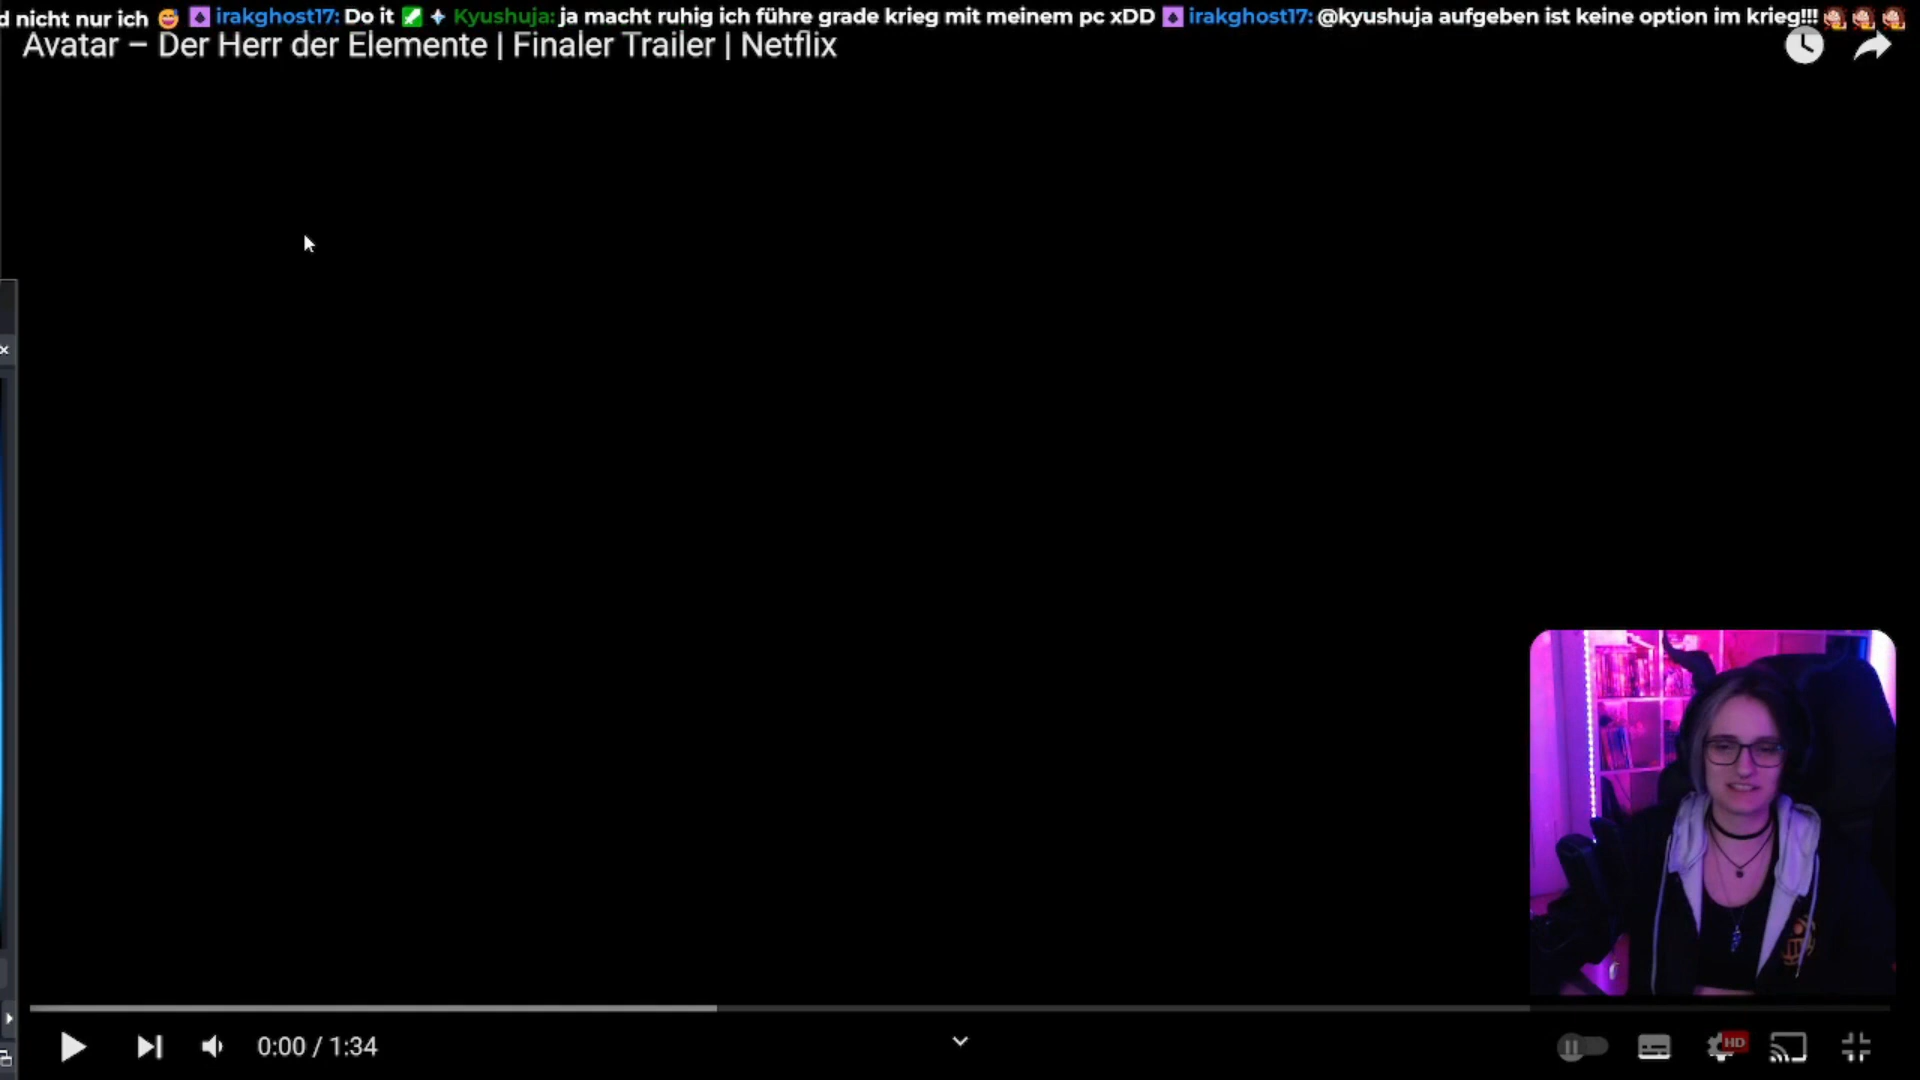 d nicht nur ich irakghost17: Do it Kyushuja: ja macht ruhig ich führe grade krieg mit meinem pc xDD irakghost17: @kyushuja aufgeben ist keine option im krieg!!!
Avatar – Der Herr der Elemente | Finaler Trailer | Netflix
0:00 / 1:34
HD